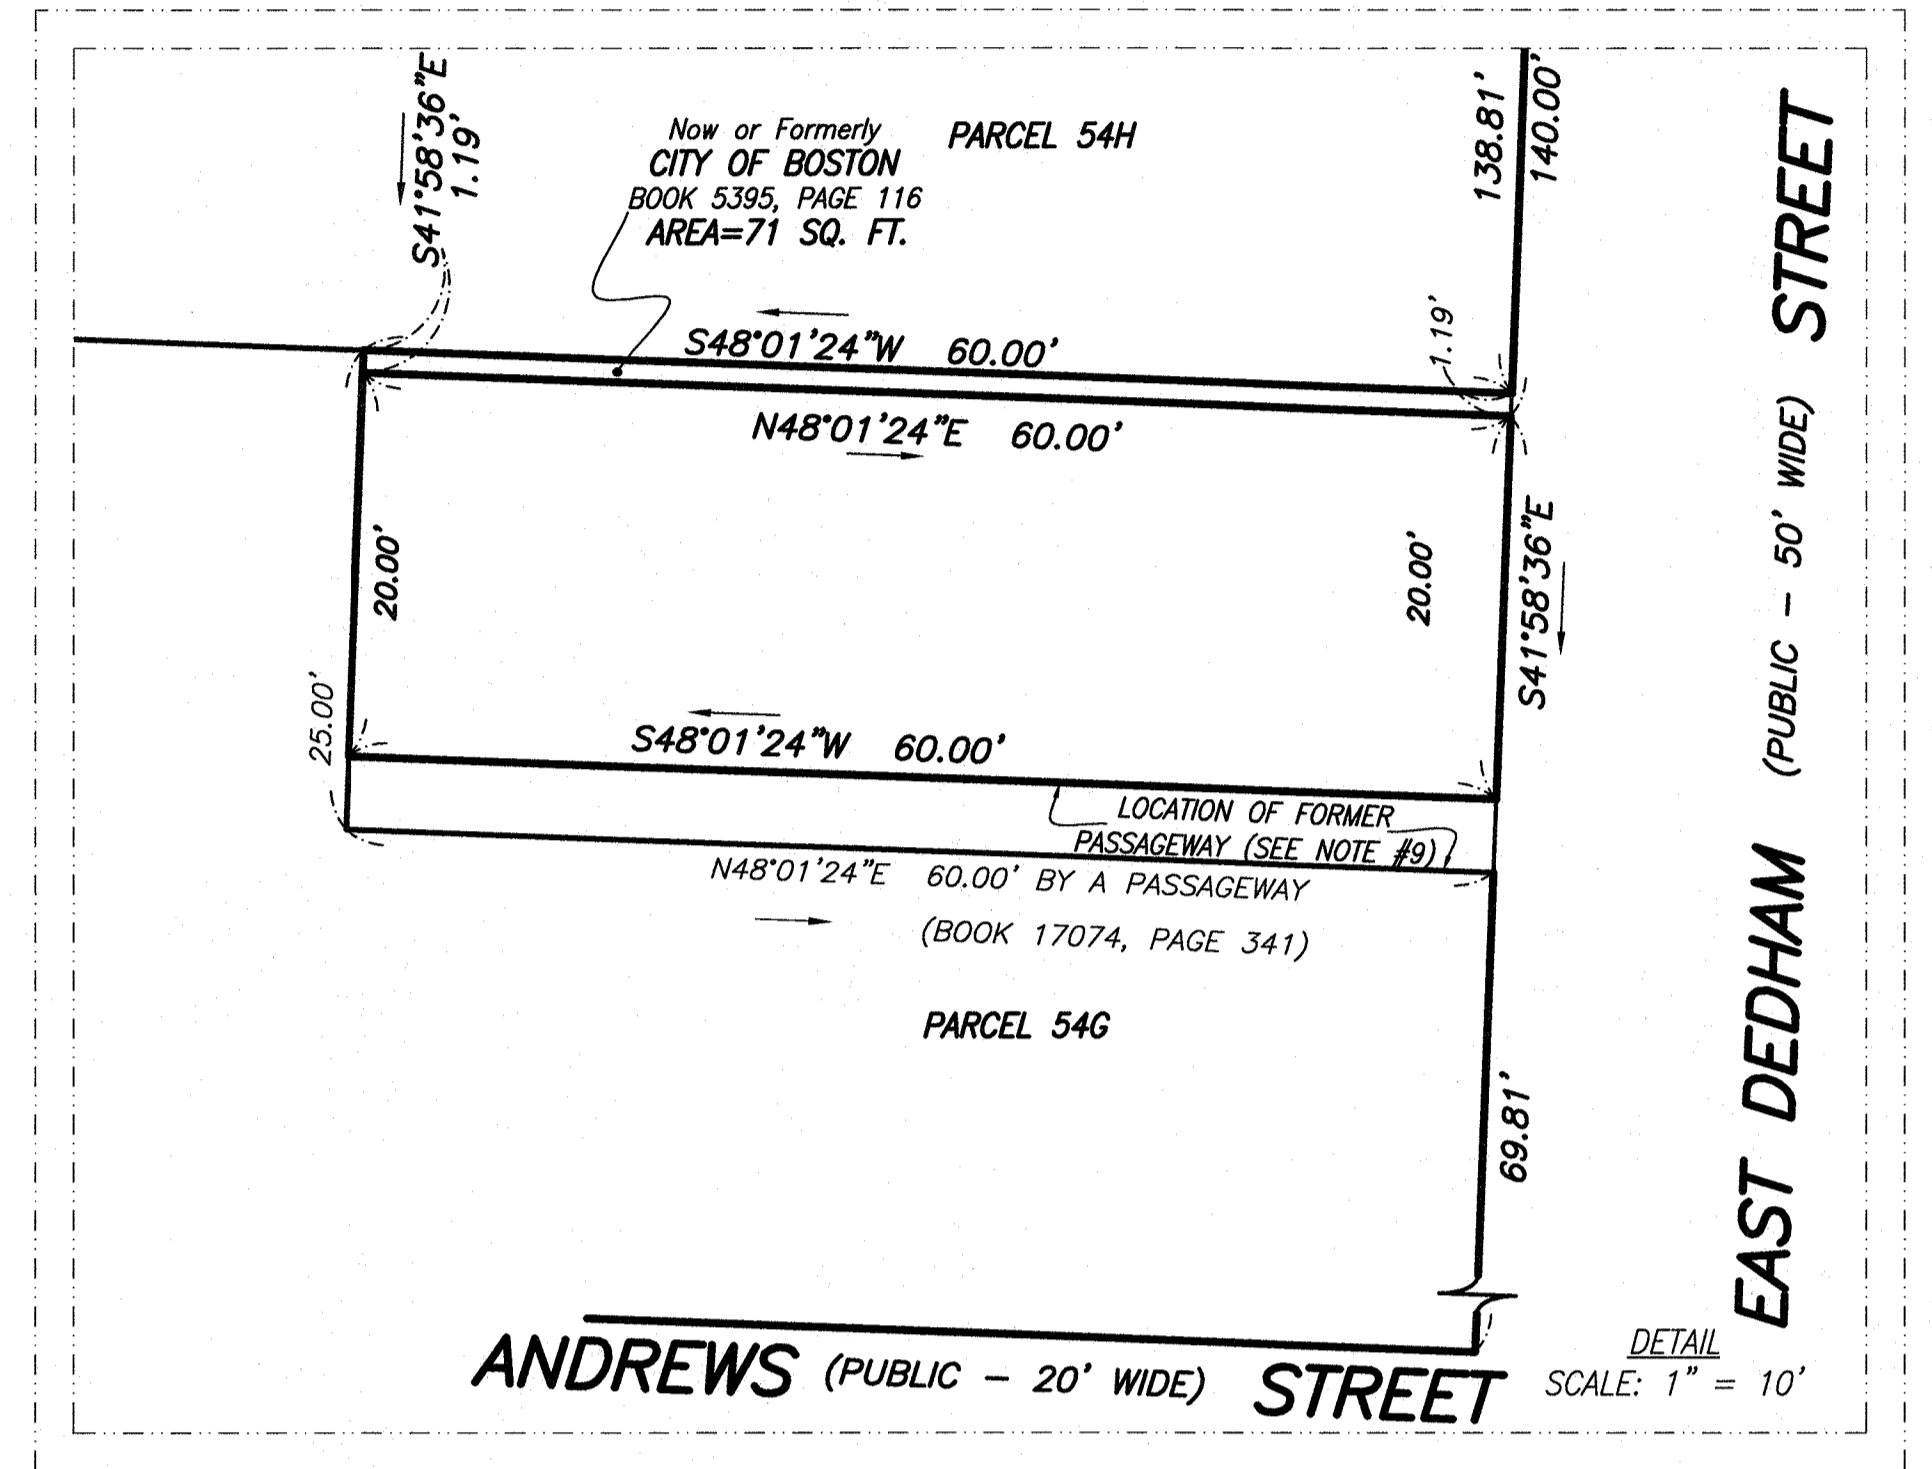 S41°58'36"E
1.19'
Now or Formerly
CITY OF BOSTON
BOOK 5395, PAGE 116
AREA=71 SQ. FT.
PARCEL 54H
138.81'
140.00'
S48°01'24"W 60.00'
1.19'
N48°01'24"E 60.00'
20.00'
20.00'
S41°58'36"E
25.00'
S48°01'24"W 60.00'
LOCATION OF FORMER
PASSAGEWAY (SEE NOTE #9)
N48°01'24"E 60.00' BY A PASSAGEWAY
(BOOK 17074, PAGE 341)
PARCEL 54G
69.81'
EAST DEDHAM (PUBLIC - 50' WIDE) STREET
ANDREWS (PUBLIC - 20' WIDE) STREET
DETAIL
SCALE: 1" = 10'